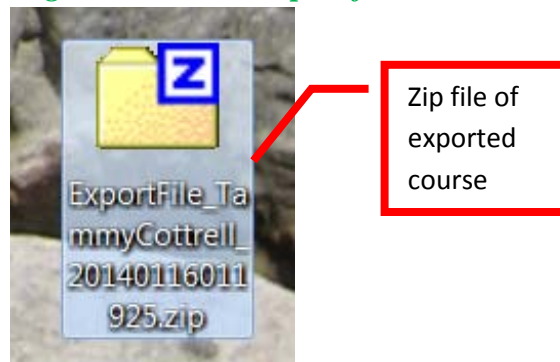 Z
ExportFile_Ta
mmyCottrell_
20140116011
925.zip
Zip file of
exported
course